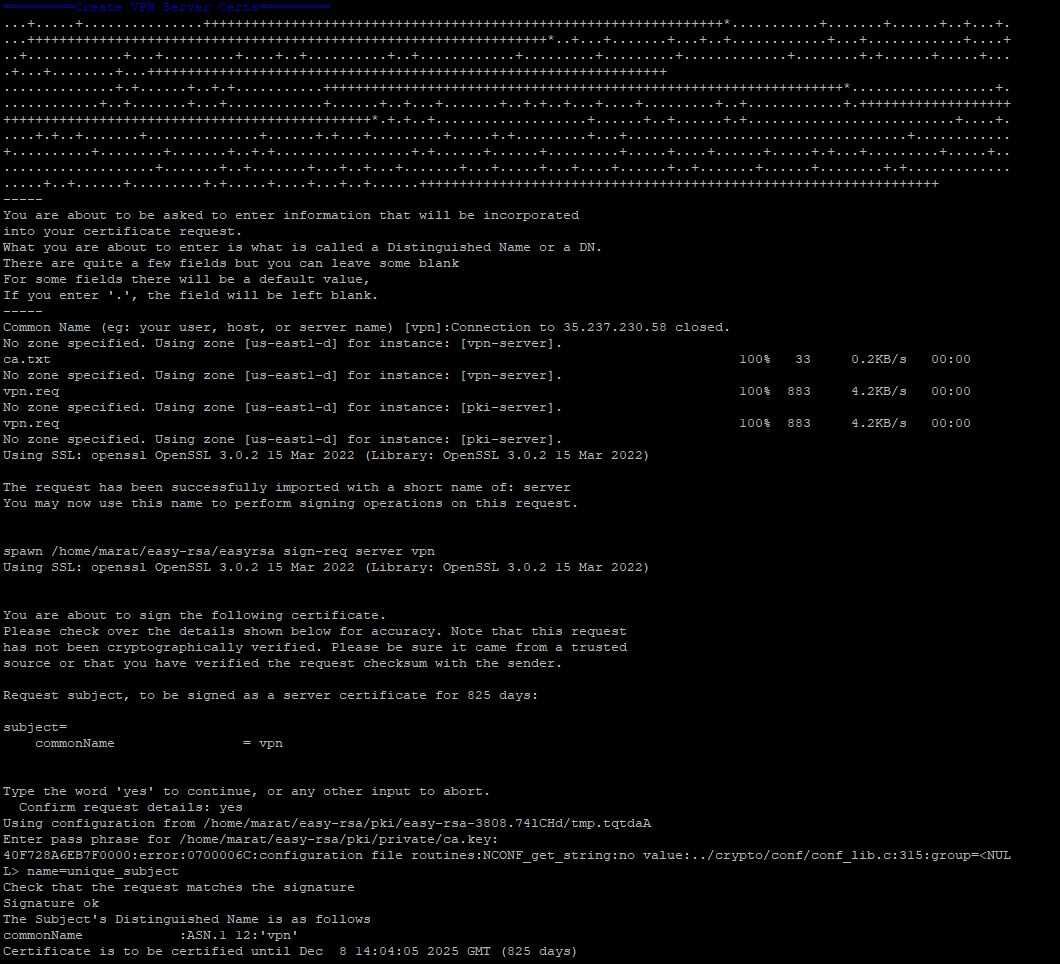 =========Create VPN Server Certs=========
-----
You are about to be asked to enter information that will be incorporated
into your certificate request.
What you are about to enter is what is called a Distinguished Name or a DN.
There are quite a few fields but you can leave some blank
For some fields there will be a default value,
If you enter '.', the field will be left blank.
-----
Common Name (eg: your user, host, or server name) [vpn]:Connection to 35.237.230.58 closed.
No zone specified. Using zone [us-east1-d] for instance: [vpn-server].
ca.txt 100% 33 0.2KB/s 00:00
No zone specified. Using zone [us-east1-d] for instance: [vpn-server].
vpn.req 100% 883 4.2KB/s 00:00
No zone specified. Using zone [us-east1-d] for instance: [pki-server].
vpn.req 100% 883 4.2KB/s 00:00
No zone specified. Using zone [us-east1-d] for instance: [pki-server].
Using SSL: openssl OpenSSL 3.0.2 15 Mar 2022 (Library: OpenSSL 3.0.2 15 Mar 2022)
The request has been successfully imported with a short name of: server
You may now use this name to perform signing operations on this request.
spawn /home/marat/easy-rsa/easyrsa sign-req server vpn
Using SSL: openssl OpenSSL 3.0.2 15 Mar 2022 (Library: OpenSSL 3.0.2 15 Mar 2022)
You are about to sign the following certificate.
Please check over the details shown below for accuracy. Note that this request
has not been cryptographically verified. Please be sure it came from a trusted
source or that you have verified the request checksum with the sender.
Request subject, to be signed as a server certificate for 825 days:
subject=
commonName = vpn
Type the word 'yes' to continue, or any other input to abort.
Confirm request details: yes
Using configuration from /home/marat/easy-rsa/pki/easy-rsa-3808.74lCHd/tmp.tqtdaA
Enter pass phrase for /home/marat/easy-rsa/pki/private/ca.key:
40F728A6EB7F0000:error:0700006C:configuration file routines:NCONF_get_string:no value:../crypto/conf/conf_lib.c:315:group=<NUL
L> name=unique_subject
Check that the request matches the signature
Signature ok
The Subject's Distinguished Name is as follows
commonName :ASN.1 12:'vpn'
Certificate is to be certified until Dec 8 14:04:05 2025 GMT (825 days)